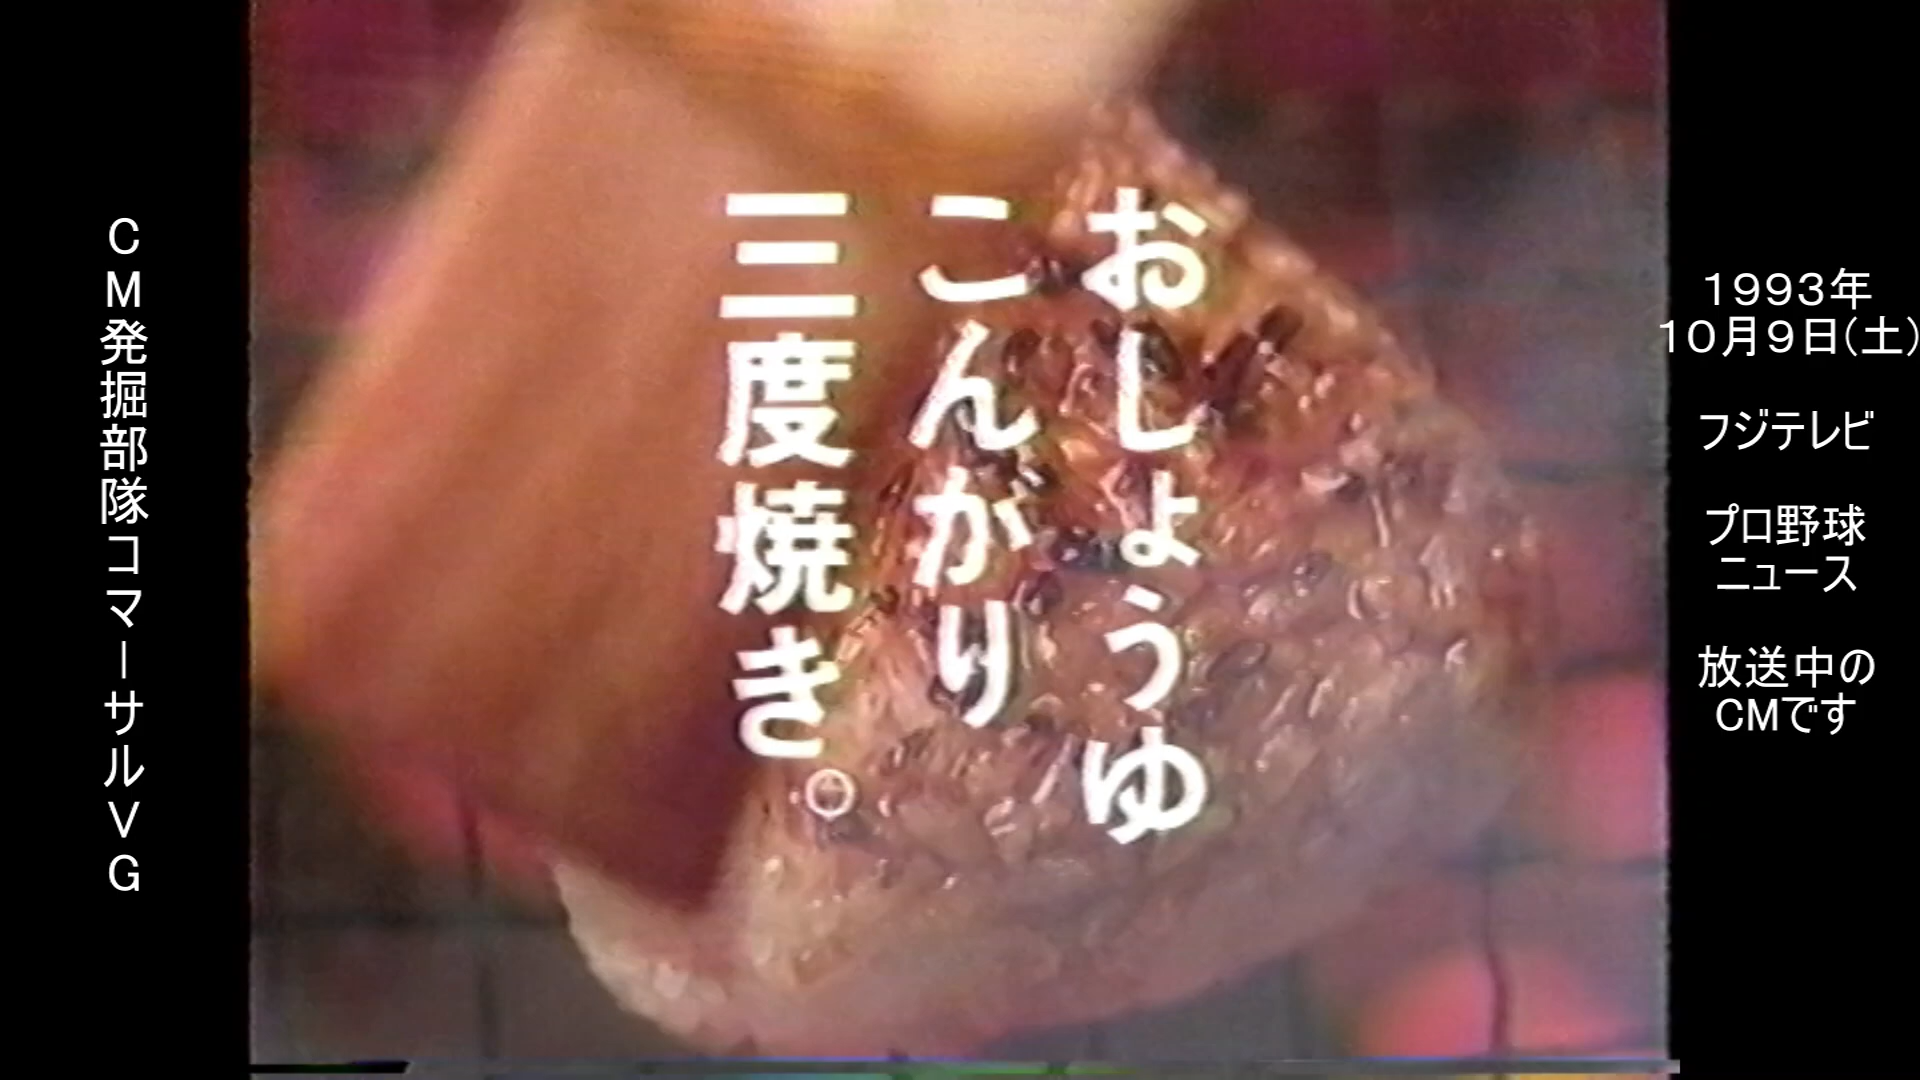 CM発掘部隊コマーサルVG
おしょうゆ
こんがり
三度焼き。
1993年
10月9日(土)
フジテレビ
プロ野球
ニュース
放送中の
CMです